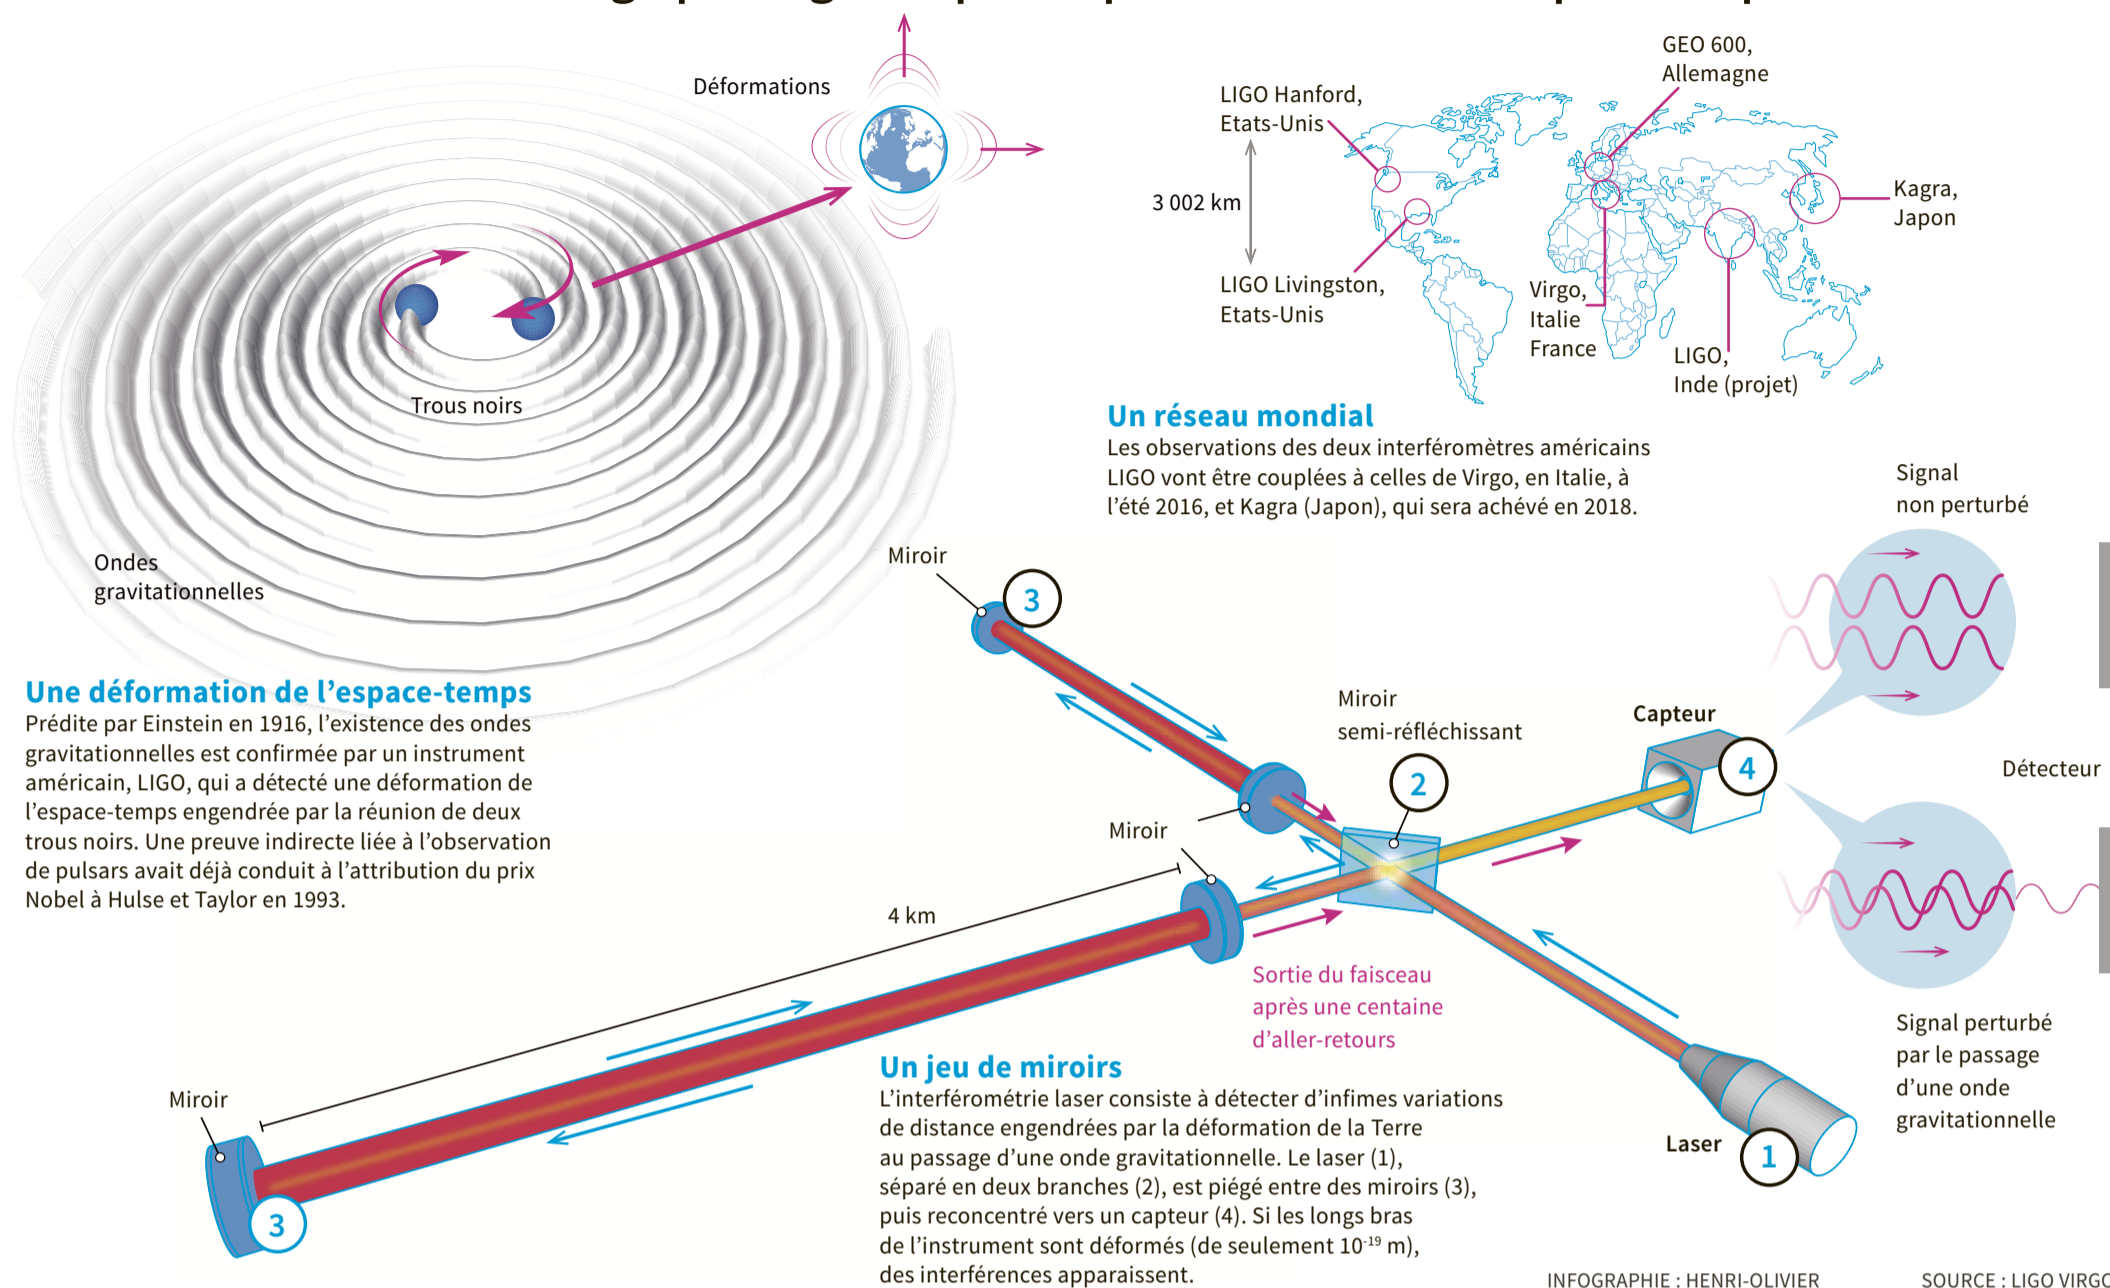 Déformations
Trous noirs
Ondes
gravitationnelles
Une déformation de l’espace-temps
Prédite par Einstein en 1916, l’existence des ondes
gravitationnelles est confirmée par un instrument
américain, LIGO, qui a détecté une déformation de
l’espace-temps engendrée par la réunion de deux
trous noirs. Une preuve indirecte liée à l’observation
de pulsars avait déjà conduit à l’attribution du prix
Nobel à Hulse et Taylor en 1993.
GEO 600,
Allemagne
LIGO Hanford,
Etats-Unis
3 002 km
Kagra,
Japon
LIGO Livingston,
Etats-Unis
Virgo,
Italie
France
LIGO,
Inde (projet)
Un réseau mondial
Les observations des deux interféromètres américains
LIGO vont être couplées à celles de Virgo, en Italie, à
l’été 2016, et Kagra (Japon), qui sera achévé en 2018.
Signal
non perturbé
Miroir
3
Miroir
semi-réfléchissant
2
Capteur
4
Détecteur
Miroir
4 km
Sortie du faisceau
après une centaine
d’aller-retours
Signal perturbé
par le passage
d’une onde
gravitationnelle
Laser
1
Miroir
3
Un jeu de miroirs
L’interférométrie laser consiste à détecter d’infimes variations
de distance engendrées par la déformation de la Terre
au passage d’une onde gravitationnelle. Le laser (1),
séparé en deux branches (2), est piégé entre des miroirs (3),
puis reconcentré vers un capteur (4). Si les longs bras
de l’instrument sont déformés (de seulement 10⁻¹⁹ m),
des interférences apparaissent.
INFOGRAPHIE : HENRI-OLIVIER
SOURCE : LIGO VIRGO